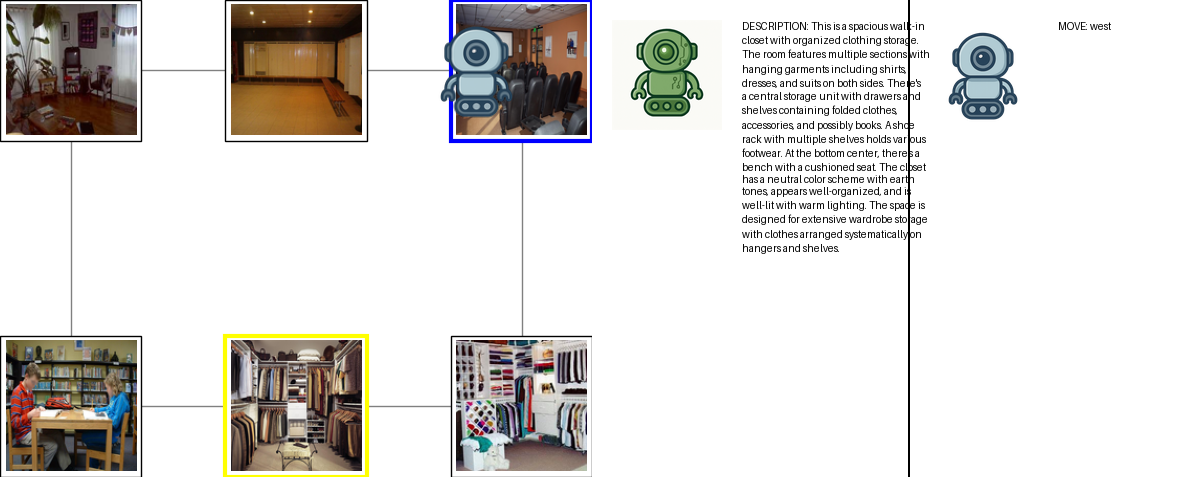 DESCRIPTION: This is a spacious walk-in
closet with organized clothing storage.
The room features multiple sections with
hanging garments including shirts,
dresses, and suits on both sides. There's
a central storage unit with drawers and
shelves containing folded clothes,
accessories, and possibly books. A shoe
rack with multiple shelves holds various
footwear. At the bottom center, there's a
bench with a cushioned seat. The closet
has a neutral color scheme with earth
tones, appears well-organized, and is
well-lit with warm lighting. The space is
designed for extensive wardrobe storage
with clothes arranged systematically on
hangers and shelves.
MOVE: west